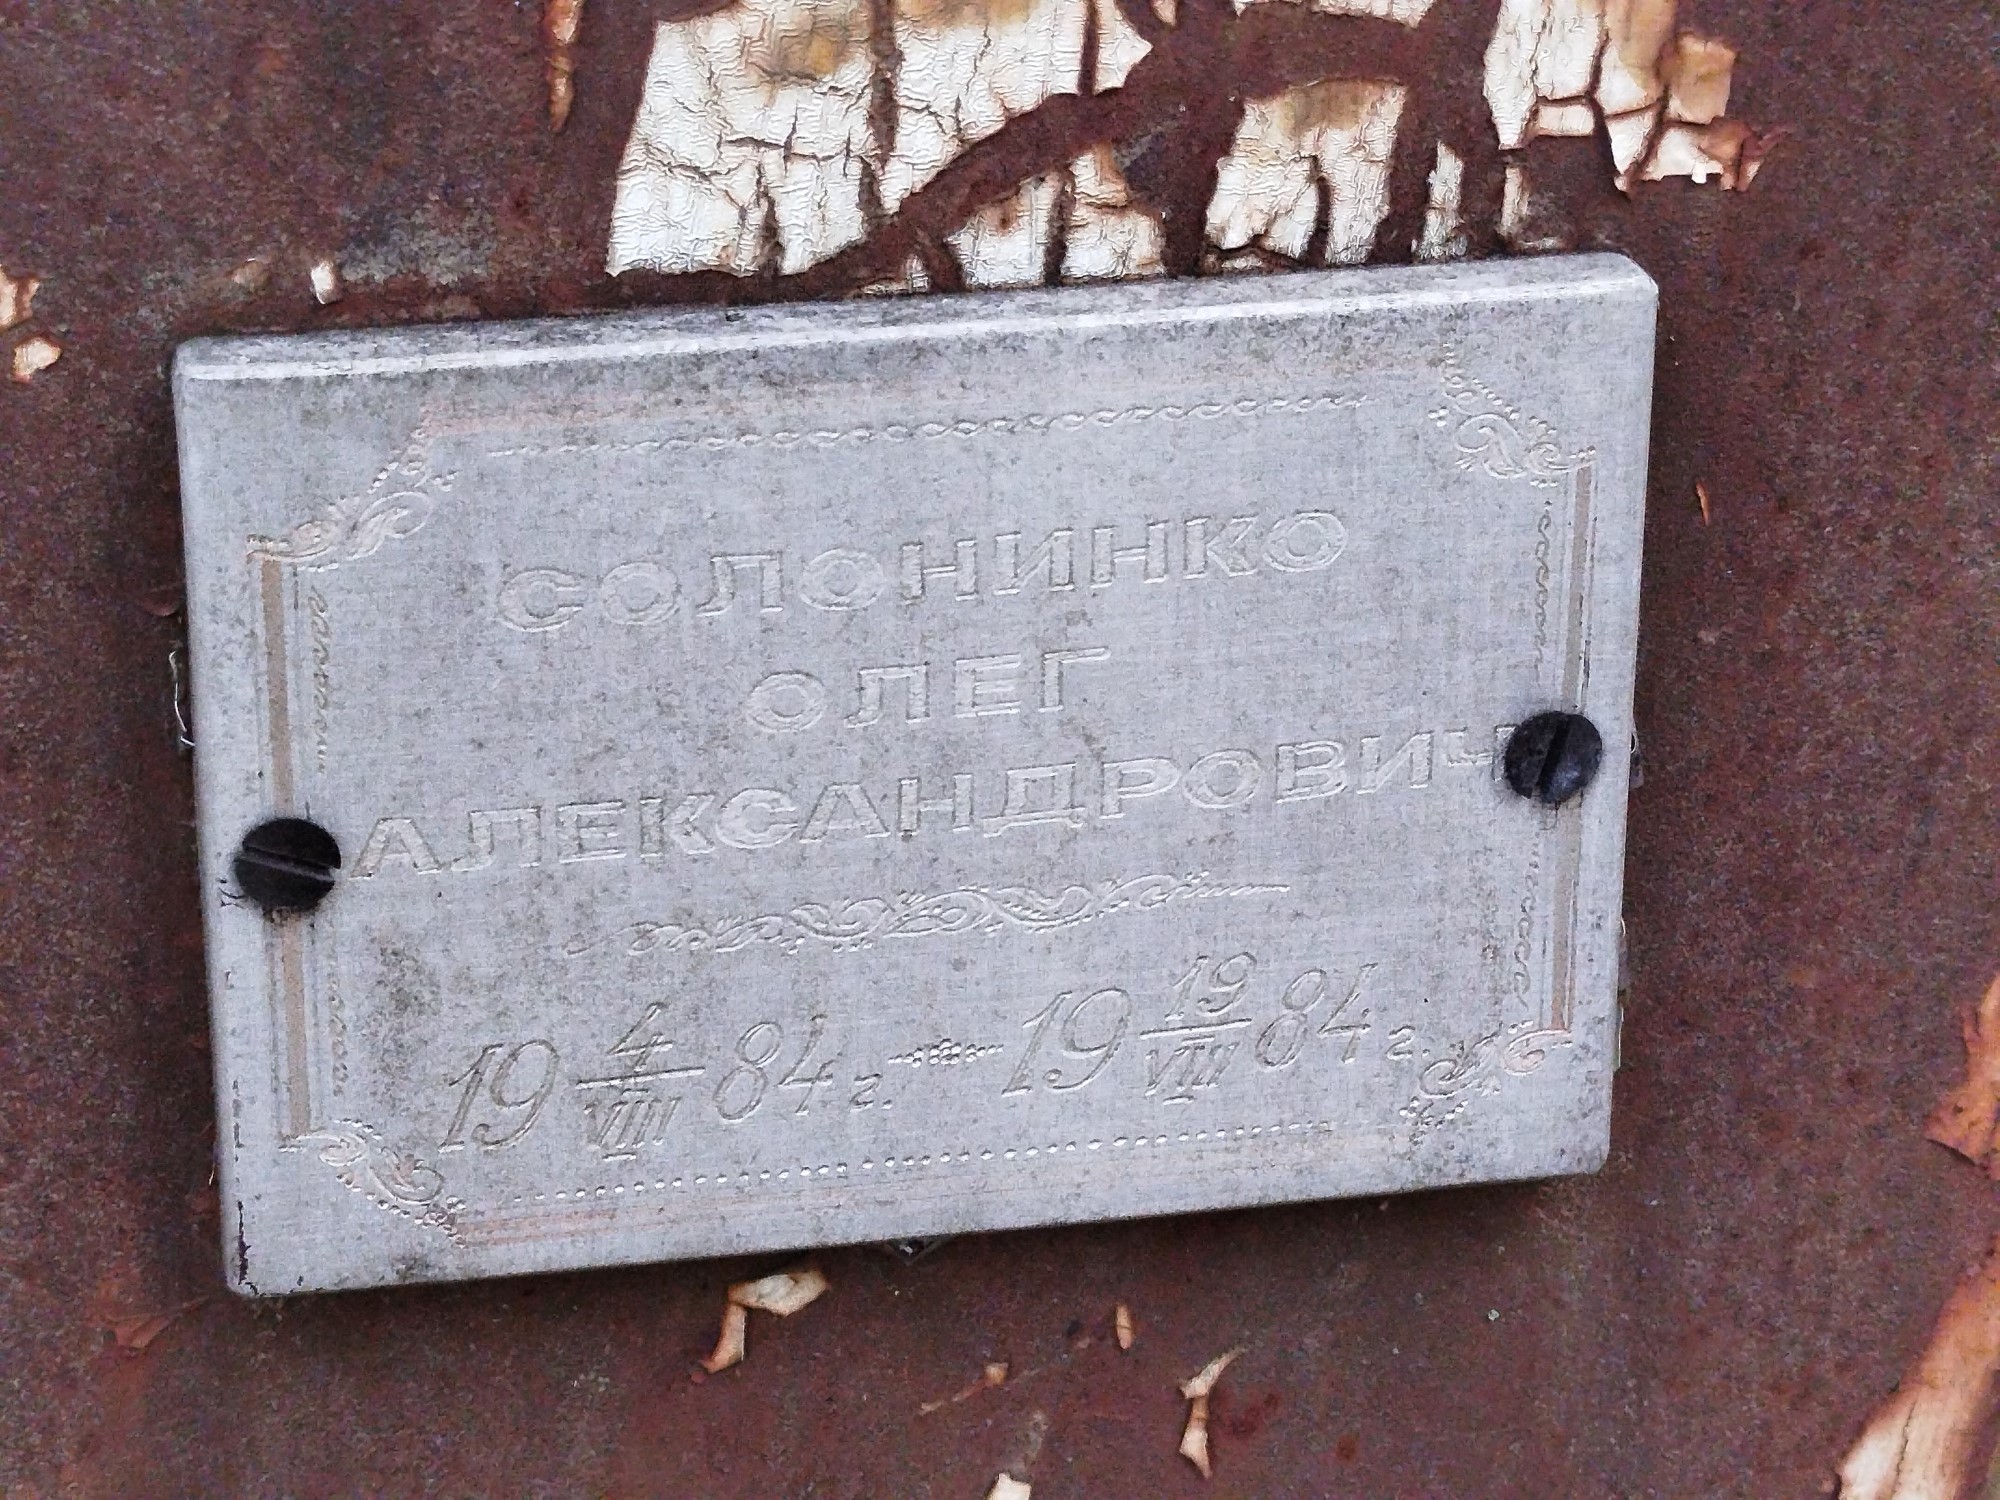 СОЛОНИНКО
ОЛЕГ
АЛЕКСАНДРОВИЧ
19 4/VIII 84 г. — 19 19/VIII 84 г.